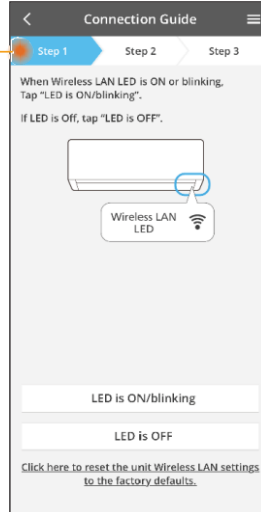 Connection Guide
Step 1 Step 2 Step 3
When Wireless LAN LED is ON or blinking,
Tap “LED is ON/blinking”.
If LED is Off, tap “LED is OFF”.
Wireless LAN
LED
LED is ON/blinking
LED is OFF
Click here to reset the unit Wireless LAN settings
to the factory defaults.